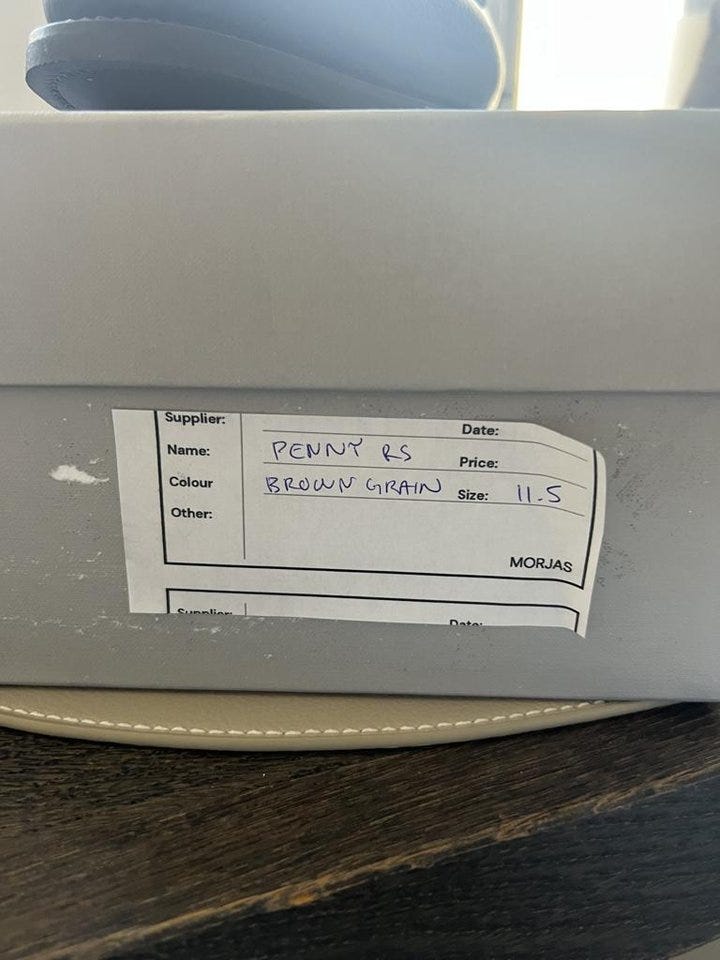 Supplier: Date:
Name: PENNY RS Price:
Colour BROWN GRAIN Size: 11.5
Other:
MORJAS
Supplier: Date: